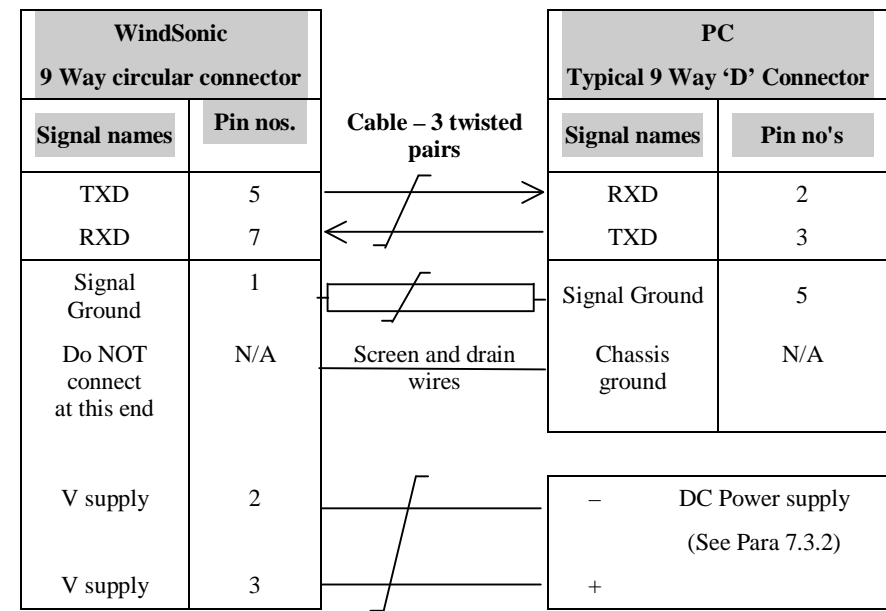 WindSonic
9 Way circular connector
PC
Typical 9 Way ‘D’ Connector
Signal names
Pin nos.
Cable – 3 twisted
pairs
Signal names
Pin no's
TXD 5 RXD 2
RXD 7 TXD 3
Signal
Ground
1
Signal Ground 5
Do NOT
connect
at this end
N/A
Screen and drain
wires
Chassis
ground
N/A
V supply 2 – DC Power supply
(See Para 7.3.2)
V supply 3 +